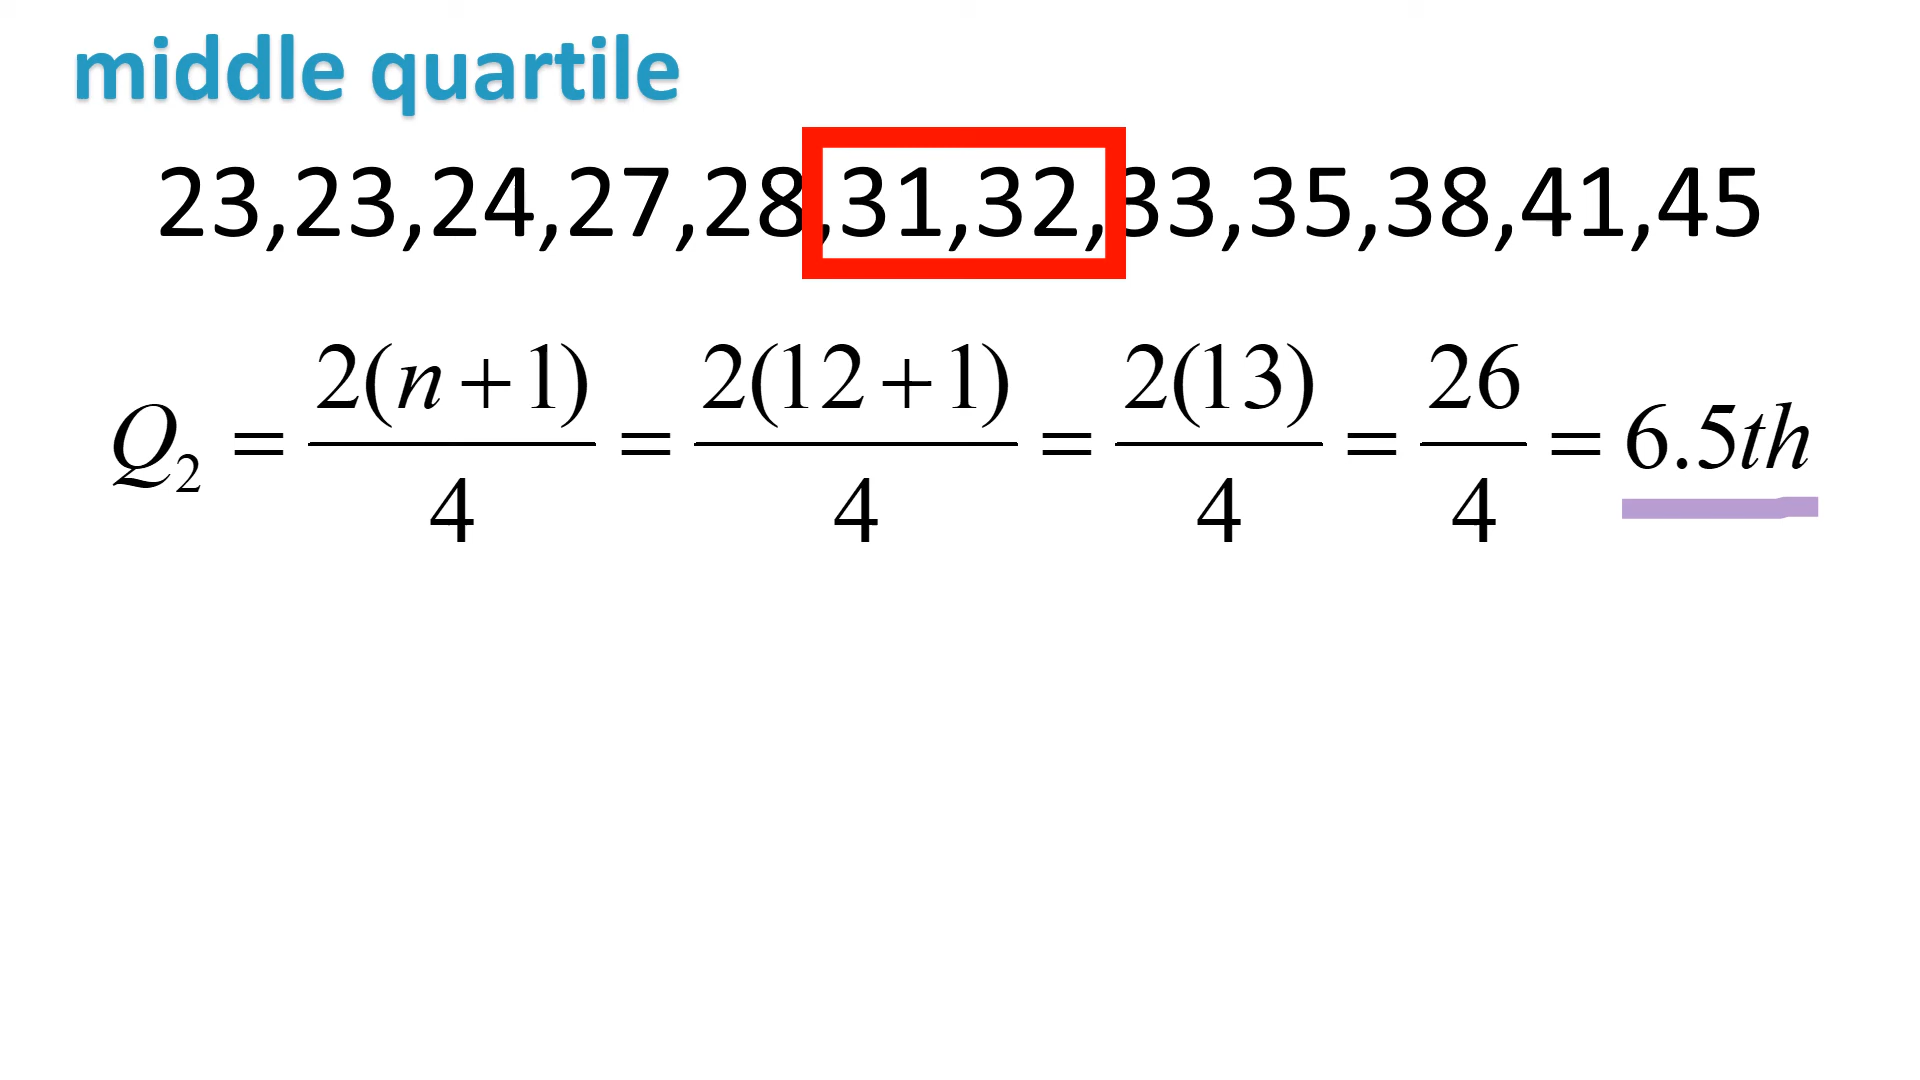 middle quartile
23,23,24,27,28,31,32,33,35,38,41,45
Q₂ = 2(n+1)/4 = 2(12+1)/4 = 2(13)/4 = 26/4 = 6.5th